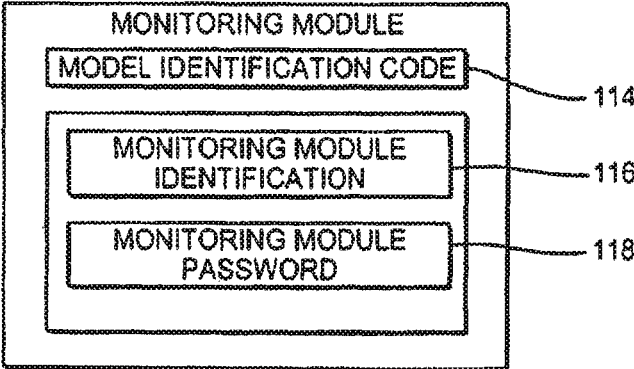 MONITORING MODULE
MODEL IDENTIFICATION CODE
114
MONITORING MODULE
IDENTIFICATION
116
MONITORING MODULE
PASSWORD
118